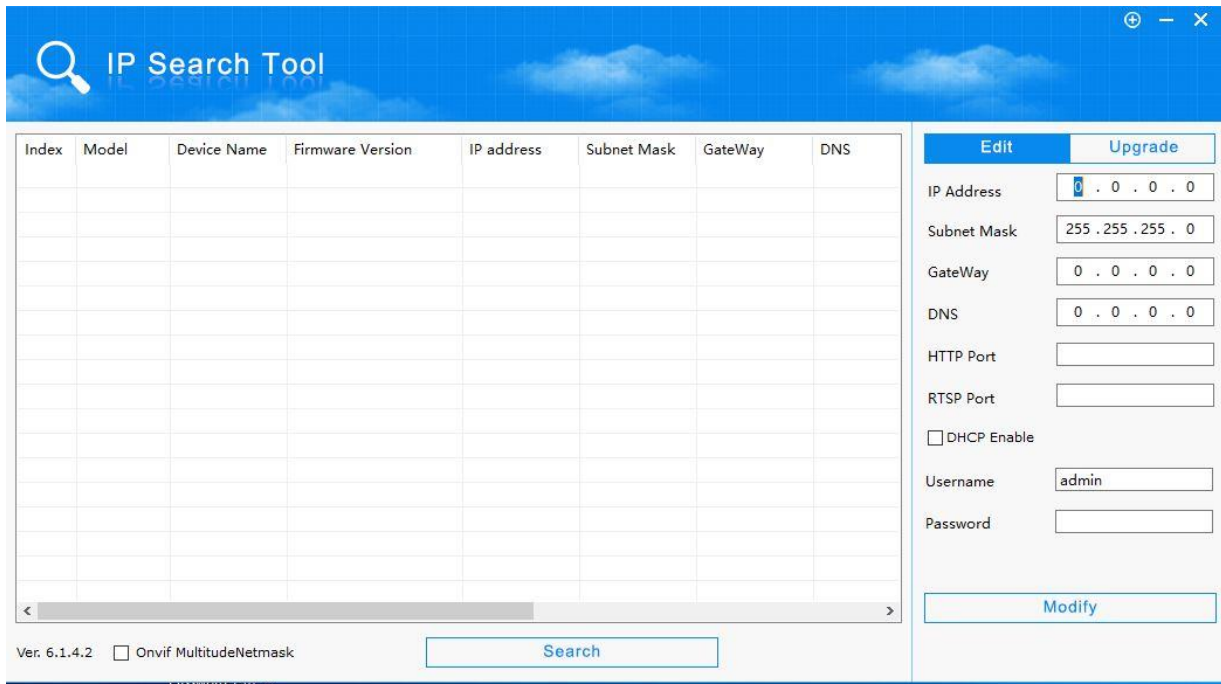 IP Search Tool
Index Model Device Name Firmware Version IP address Subnet Mask GateWay DNS
Edit Upgrade
IP Address 0 . 0 . 0 . 0
Subnet Mask 255 . 255 . 255 . 0
GateWay 0 . 0 . 0 . 0
DNS 0 . 0 . 0 . 0
HTTP Port
RTSP Port
DHCP Enable
Username admin
Password
Modify
Ver. 6.1.4.2 Onvif MultitudeNetmask Search